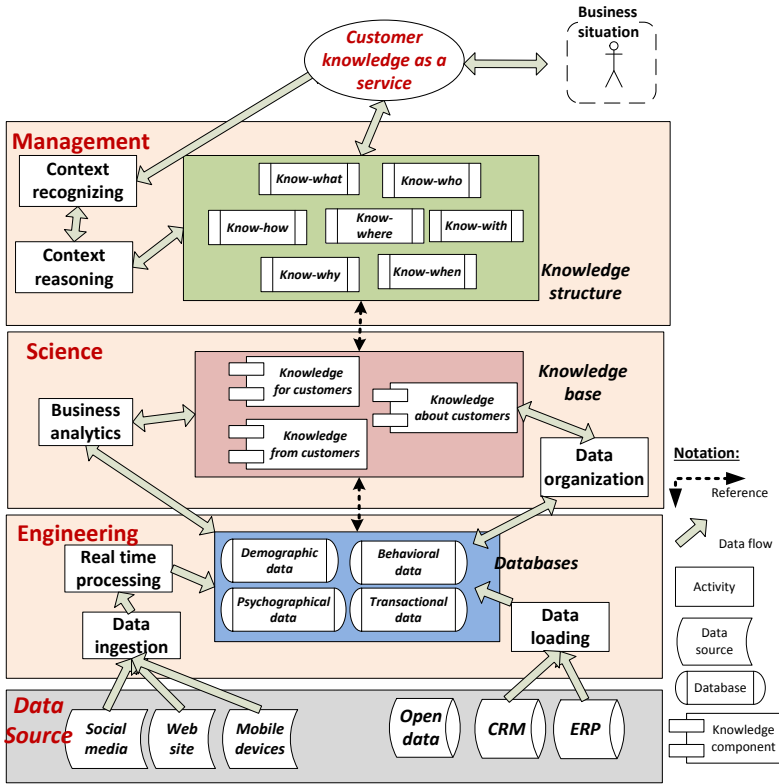 Customer
knowledge as a
service
Business
situation
Management
Context
recognizing
Context
reasoning
Know-what
Know-who
Know-how
Know-
where
Know-with
Know-why
Know-when
Knowledge
structure
Science
Business
analytics
Knowledge
for customers
Knowledge
about customers
Knowledge
from customers
Knowledge
base
Data
organization
Engineering
Real time
processing
Data
ingestion
Demographic
data
Behavioral
data
Psychographical
data
Transactional
data
Databases
Data
loading
Data
Source
Social
media
Web
site
Mobile
devices
Open
data
CRM
ERP
Notation:
Reference
Data flow
Activity
Data
source
Database
Knowledge
component